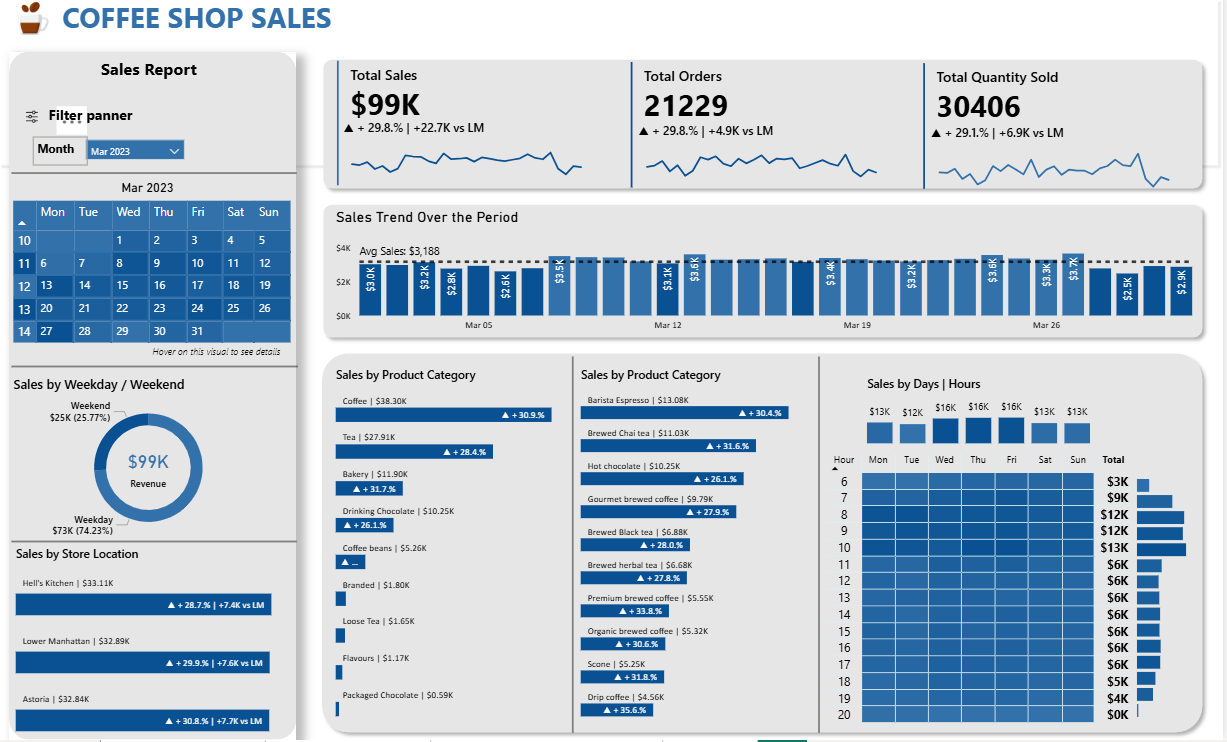 COFFEE SHOP SALES
Sales Report
Filter panner
Month
Mar 2023
Mar 2023
Mon Tue Wed Thu Fri Sat Sun
10 1 2 3 4 5
11 6 7 8 9 10 11 12
12 13 14 15 16 17 18 19
13 20 21 22 23 24 25 26
14 27 28 29 30 31
Hover on this visual to see details
Sales by Weekday / Weekend
Weekend
$25K (25.77%)
$99K
Revenue
Weekday
$73K (74.23%)
Sales by Store Location
Hell's Kitchen | $33.11K
▲ + 28.7.% | +7.4K vs LM
Lower Manhattan | $32.89K
▲ + 29.9.% | +7.6K vs LM
Astoria | $32.84K
▲ + 30.8.% | +7.7K vs LM
Total Sales
$99K
▲ + 29.8.% | +22.7K vs LM
Total Orders
21229
▲ + 29.8.% | +4.9K vs LM
Total Quantity Sold
30406
▲ + 29.1.% | +6.9K vs LM
Sales Trend Over the Period
$4K
$2K
$0K
Avg Sales: $3,188
$3.0K $3.2K $2.8K $2.6K $3.5K $3.1K $3.6K $3.4K $3.2K $3.6K $3.3K $3.7K $2.5K $2.9K
Mar 05 Mar 12 Mar 19 Mar 26
Sales by Product Category
Coffee | $38.30K
▲ + 30.9.%
Tea | $27.91K
▲ + 28.4.%
Bakery | $11.90K
▲ + 31.7.%
Drinking Chocolate | $10.25K
▲ + 26.1.%
Coffee beans | $5.26K
▲ ...
Branded | $1.80K
Loose Tea | $1.65K
Flavours | $1.17K
Packaged Chocolate | $0.59K
Sales by Product Category
Barista Espresso | $13.08K
▲ + 30.4.%
Brewed Chai tea | $11.03K
▲ + 31.6.%
Hot chocolate | $10.25K
▲ + 26.1.%
Gourmet brewed coffee | $9.79K
▲ + 27.9.%
Brewed Black tea | $6.88K
▲ + 28.0.%
Brewed herbal tea | $6.68K
▲ + 27.8.%
Premium brewed coffee | $5.55K
▲ + 33.8.%
Organic brewed coffee | $5.32K
▲ + 30.6.%
Scone | $5.25K
▲ + 31.8.%
Drip coffee | $4.56K
▲ + 35.6.%
Sales by Days | Hours
$13K $12K $16K $16K $16K $13K $13K
Hour Mon Tue Wed Thu Fri Sat Sun Total
6 $3K
7 $9K
8 $12K
9 $12K
10 $13K
11 $6K
12 $6K
13 $6K
14 $6K
15 $6K
16 $6K
17 $6K
18 $5K
19 $4K
20 $0K